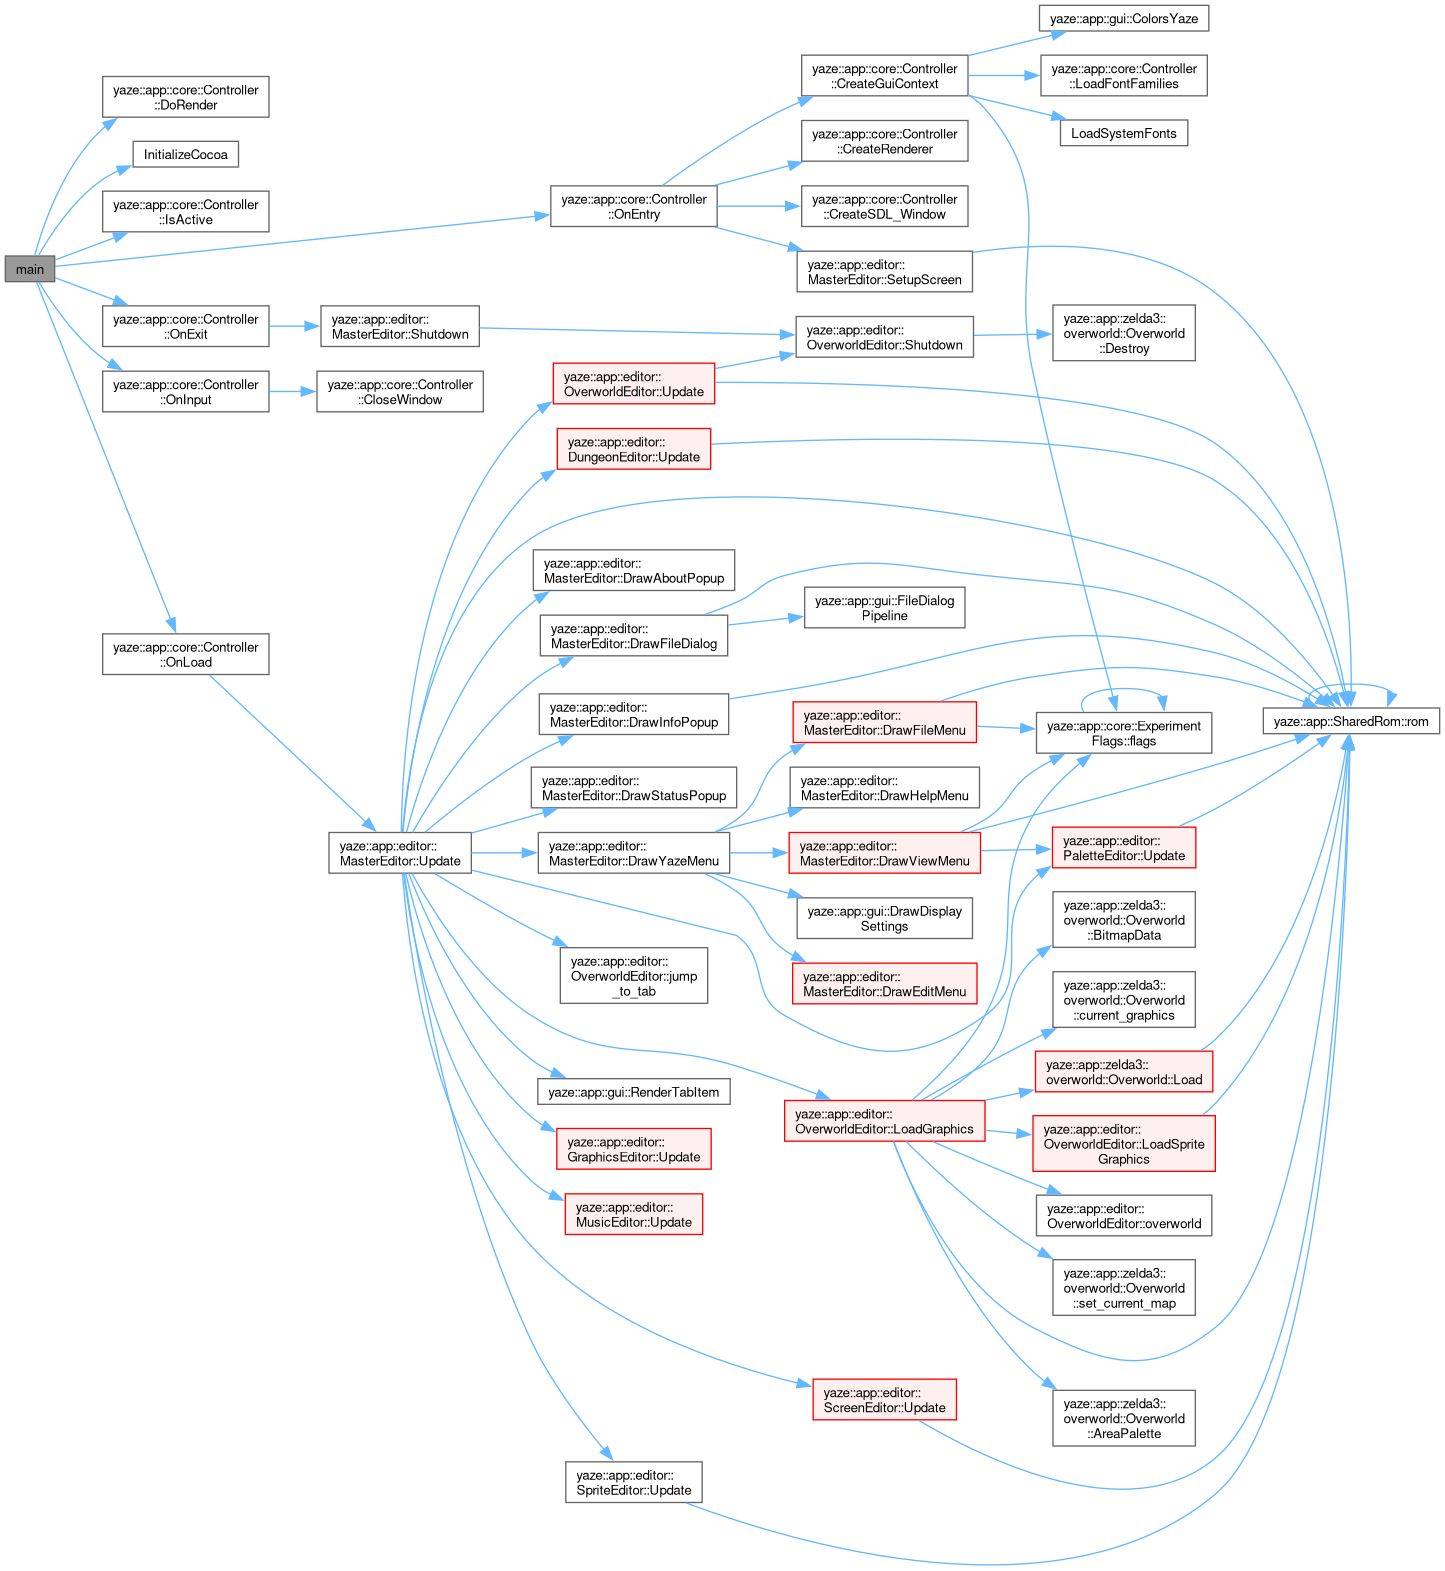 main
yaze::app::core::Controller
::DoRender
InitializeCocoa
yaze::app::core::Controller
::IsActive
yaze::app::core::Controller
::OnExit
yaze::app::core::Controller
::OnInput
yaze::app::core::Controller
::OnLoad
yaze::app::editor::
MasterEditor::Shutdown
yaze::app::core::Controller
::CloseWindow
yaze::app::editor::
MasterEditor::Update
yaze::app::core::Controller
::OnEntry
yaze::app::editor::
OverworldEditor::Update
yaze::app::editor::
DungeonEditor::Update
yaze::app::editor::
MasterEditor::DrawAboutPopup
yaze::app::editor::
MasterEditor::DrawFileDialog
yaze::app::editor::
MasterEditor::DrawInfoPopup
yaze::app::editor::
MasterEditor::DrawStatusPopup
yaze::app::editor::
MasterEditor::DrawYazeMenu
yaze::app::editor::
OverworldEditor::jump
_to_tab
yaze::app::gui::RenderTabItem
yaze::app::editor::
GraphicsEditor::Update
yaze::app::editor::
MusicEditor::Update
yaze::app::editor::
SpriteEditor::Update
yaze::app::core::Controller
::CreateGuiContext
yaze::app::core::Controller
::CreateRenderer
yaze::app::core::Controller
::CreateSDL_Window
yaze::app::editor::
MasterEditor::SetupScreen
yaze::app::editor::
OverworldEditor::Shutdown
yaze::app::gui::FileDialog
Pipeline
yaze::app::editor::
MasterEditor::DrawFileMenu
yaze::app::editor::
MasterEditor::DrawHelpMenu
yaze::app::editor::
MasterEditor::DrawViewMenu
yaze::app::gui::DrawDisplay
Settings
yaze::app::editor::
MasterEditor::DrawEditMenu
yaze::app::editor::
OverworldEditor::LoadGraphics
yaze::app::editor::
ScreenEditor::Update
yaze::app::gui::ColorsYaze
yaze::app::core::Controller
::LoadFontFamilies
LoadSystemFonts
yaze::app::zelda3::
overworld::Overworld
::Destroy
yaze::app::core::Experiment
Flags::flags
yaze::app::editor::
PaletteEditor::Update
yaze::app::zelda3::
overworld::Overworld
::BitmapData
yaze::app::zelda3::
overworld::Overworld
::current_graphics
yaze::app::zelda3::
overworld::Overworld::Load
yaze::app::editor::
OverworldEditor::LoadSprite
Graphics
yaze::app::editor::
OverworldEditor::overworld
yaze::app::zelda3::
overworld::Overworld
::set_current_map
yaze::app::zelda3::
overworld::Overworld
::AreaPalette
yaze::app::SharedRom::rom